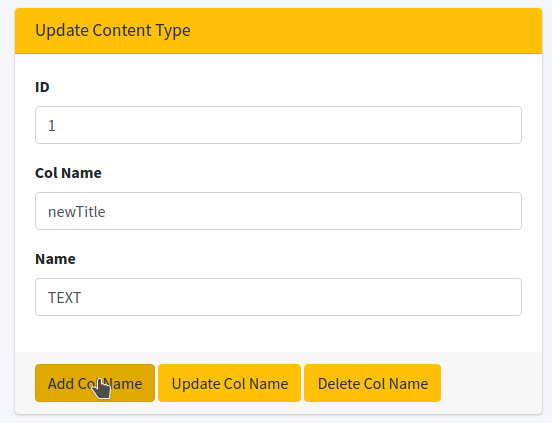 Update Content Type
ID
1
Col Name
newTitle
Name
TEXT
Add Col Name Update Col Name Delete Col Name